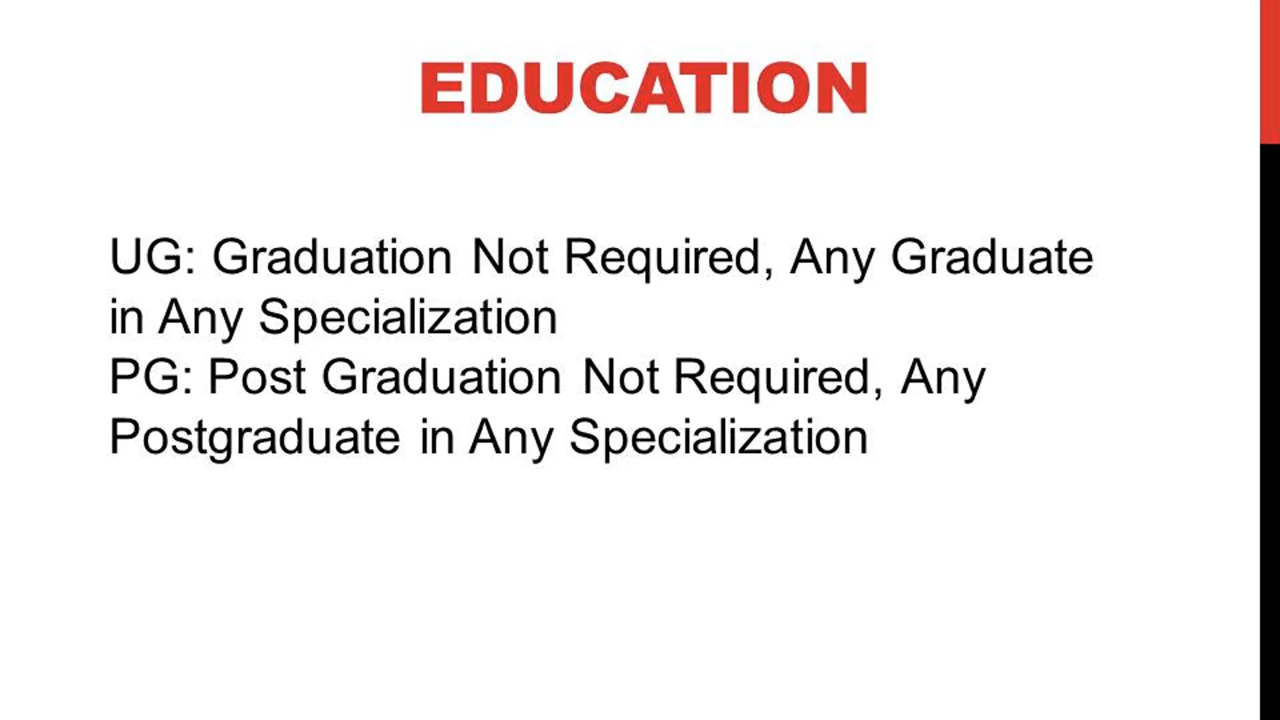 EDUCATION
UG: Graduation Not Required, Any Graduate
in Any Specialization
PG: Post Graduation Not Required, Any
Postgraduate in Any Specialization